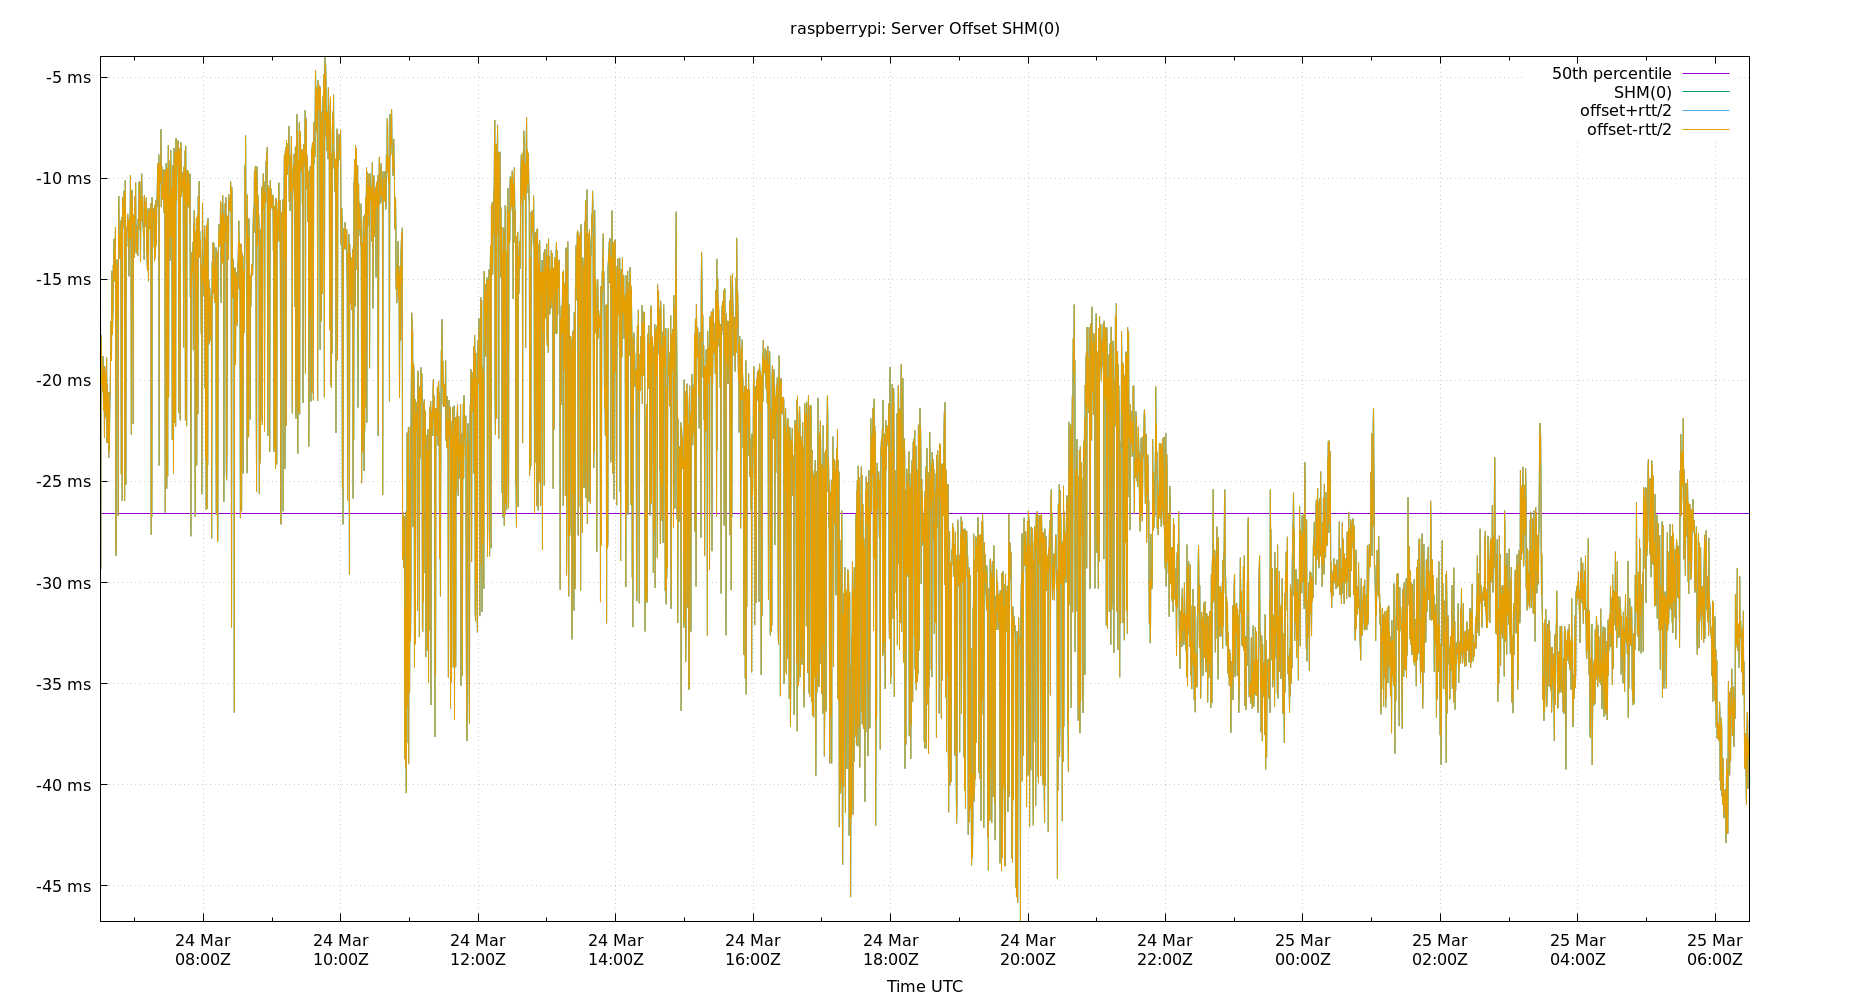 raspberrypi: Server Offset SHM(0)
50th percentile
SHM(0)
offset+rtt/2
offset-rtt/2
-5 ms
-10 ms
-15 ms
-20 ms
-25 ms
-30 ms
-35 ms
-40 ms
-45 ms
24 Mar 24 Mar 24 Mar 24 Mar 24 Mar 24 Mar 24 Mar 24 Mar 25 Mar 25 Mar 25 Mar 25 Mar
08:00Z 10:00Z 12:00Z 14:00Z 16:00Z 18:00Z 20:00Z 22:00Z 00:00Z 02:00Z 04:00Z 06:00Z
Time UTC